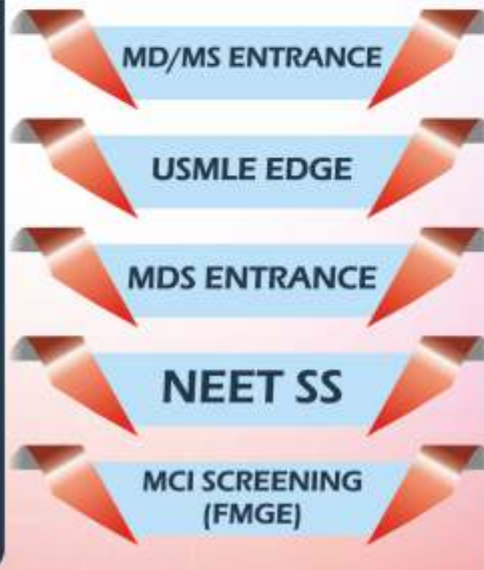 MD/MS ENTRANCE
USMLE EDGE
MDS ENTRANCE
NEET SS
MCI SCREENING
(FMGE)